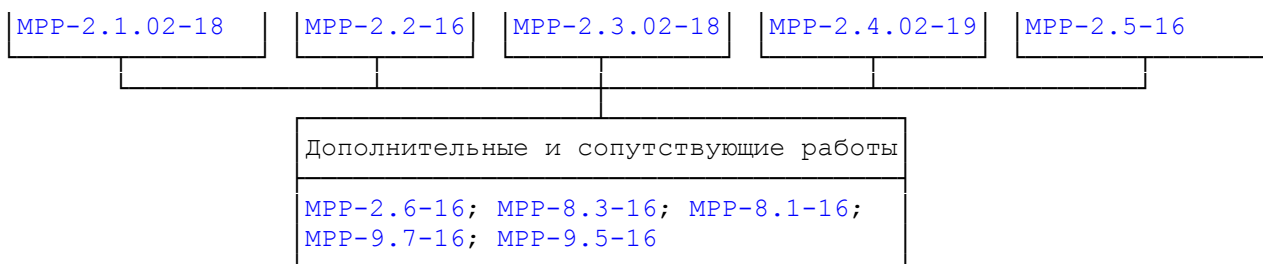 МРР-2.1.02-18 МРР-2.2-16 МРР-2.3.02-18 МРР-2.4.02-19 МРР-2.5-16
Дополнительные и сопутствующие работы
МРР-2.6-16; МРР-8.3-16; МРР-8.1-16;
МРР-9.7-16; МРР-9.5-16